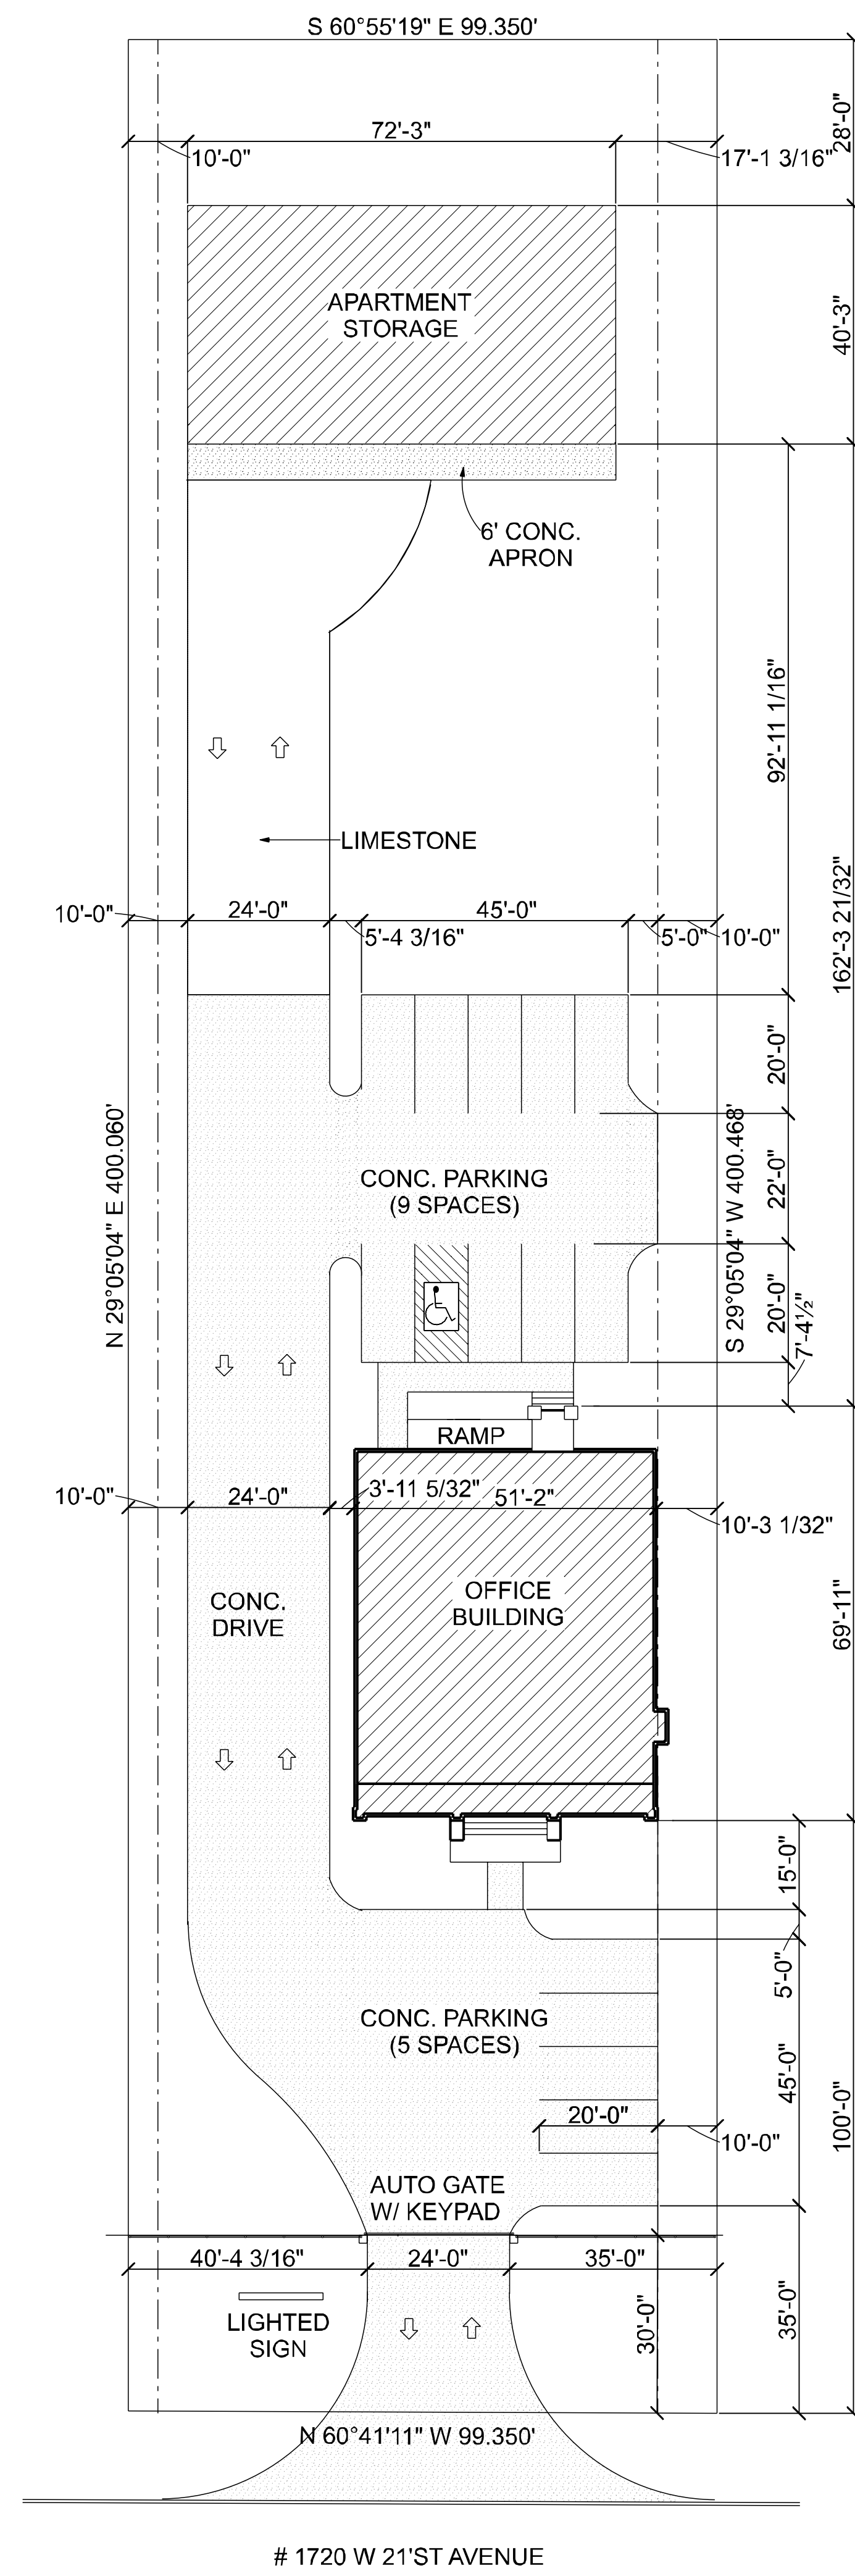 S 60°55'19" E 99.350'
28'-0"
72'-3"
10'-0"
17'-1 3/16"
APARTMENT
STORAGE
40'-3"
6' CONC.
APRON
92'-11 1/16"
LIMESTONE
162'-3 21/32"
10'-0"
24'-0"
45'-0"
5'-4 3/16"
5'-0"
10'-0"
20'-0"
N 29°05'04" E 400.060'
S 29°05'04" W 400.468'
CONC. PARKING
(9 SPACES)
22'-0"
20'-0"
7'-4½"
RAMP
10'-0"
24'-0"
3'-11 5/32"
51'-2"
10'-3 1/32"
CONC.
DRIVE
OFFICE
BUILDING
69'-11"
15'-0"
5'-0"
CONC. PARKING
(5 SPACES)
45'-0"
20'-0"
10'-0"
100'-0"
AUTO GATE
W/ KEYPAD
40'-4 3/16"
24'-0"
35'-0"
LIGHTED
SIGN
30'-0"
35'-0"
N 60°41'11" W 99.350'
# 1720 W 21'ST AVENUE